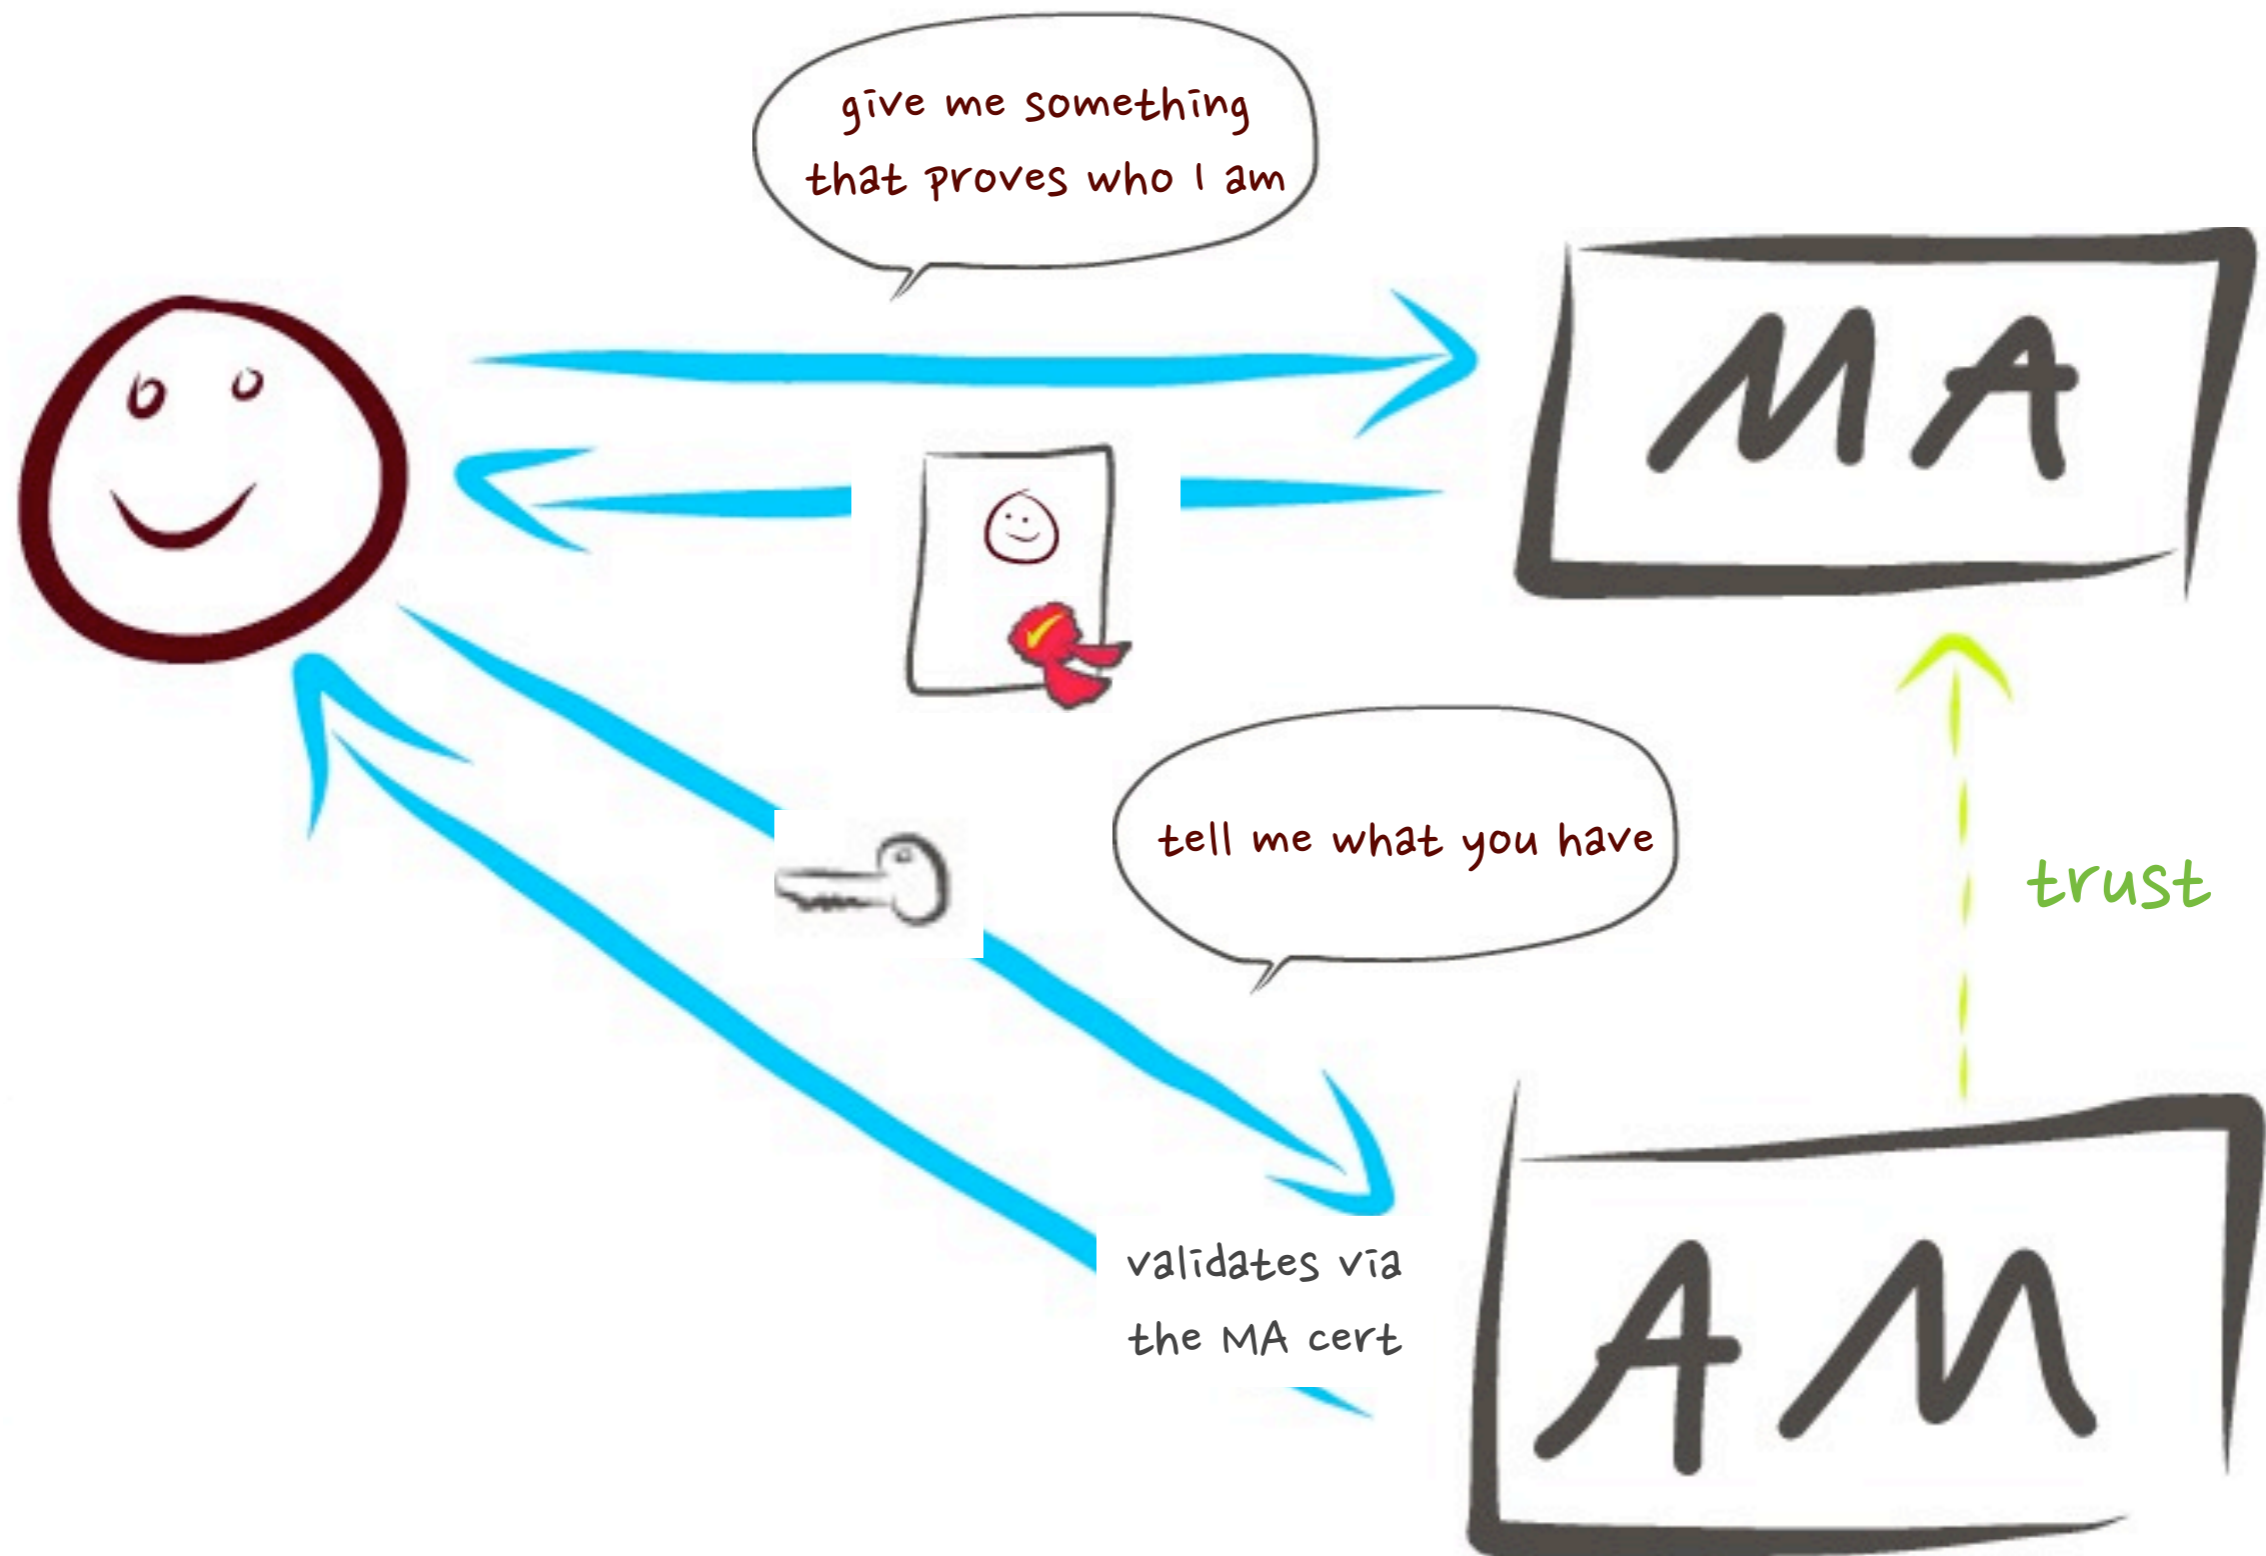 give me something
that proves who I am
MA
tell me what you have
trust
validates via
the MA cert
AM